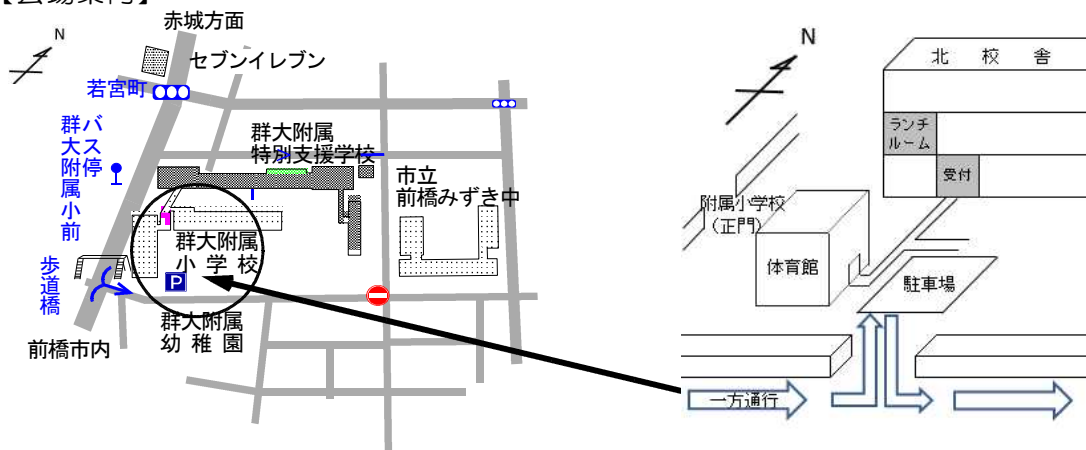 赤城方面
N
セブンイレブン
若宮町
バス停
群大附属小前
群大附属
特別支援学校
市立
前橋みずき中
群大附属
小学校
P
歩道橋
群大附属
幼稚園
前橋市内
N
北校舎
ランチ
ルーム
受付
附属小学校
（正門）
体育館
駐車場
一方通行